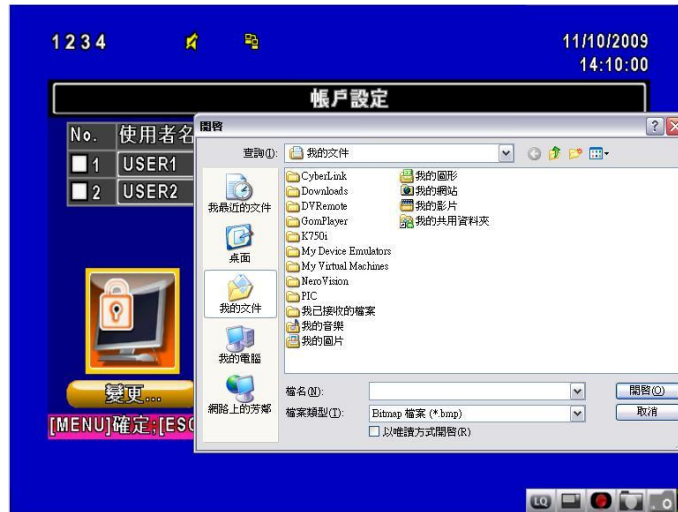 1 2 3 4
11/10/2009
14:10:00
帳戶設定
No. 使用者名
1 USER1
2 USER2
變更...
[MENU]確定;[ESC
開啓
查詢(I): 我的文件
我最近的文件
桌面
我的文件
我的電腦
網路上的芳鄰
CyberLink
Downloads
DVRemote
GomPlayer
K750i
My Device Emulators
My Virtual Machines
NeroVision
PIC
我已接收的檔案
我的音樂
我的圖片
我的圖形
我的網站
我的影片
我的共用資料夾
檔名(N):
開啓(O)
檔案類型(T): Bitmap 檔案 (*.bmp)
取消
以唯讀方式開啓(R)
LQ